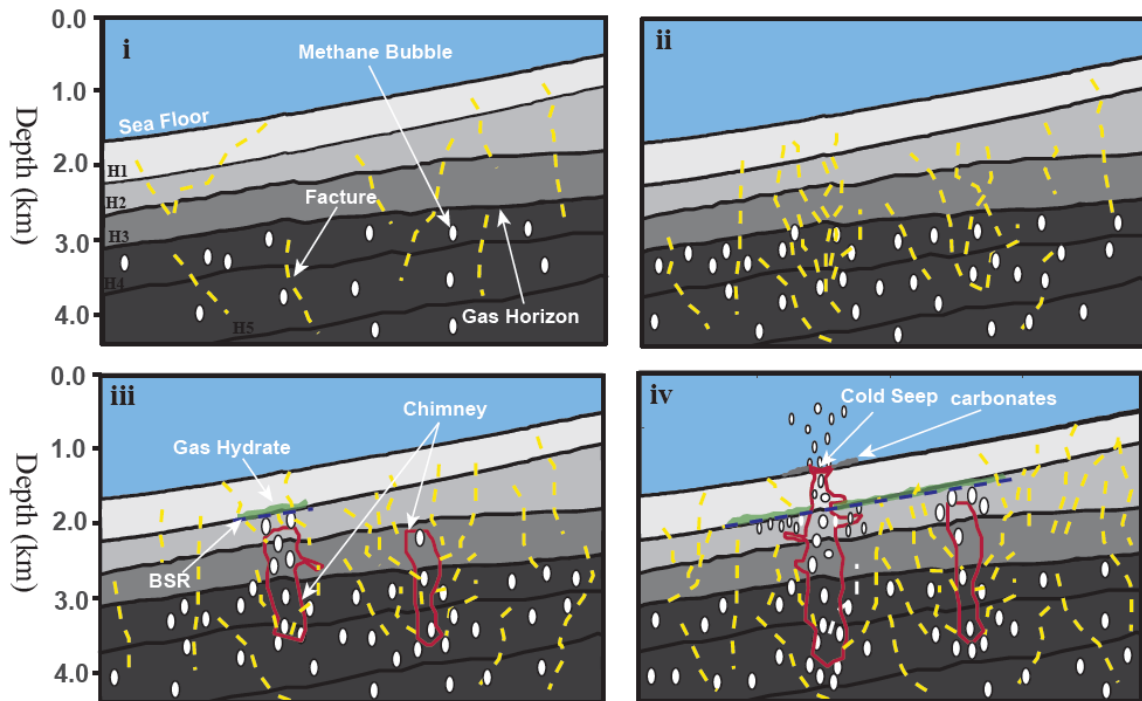 0.0
1.0
2.0
3.0
4.0
Depth (km)
i
Methane Bubble
Sea Floor
H1
H2
Facture
H3
H4
Gas Horizon
H5
ii
0.0
1.0
2.0
3.0
4.0
Depth (km)
iii
Chimney
Gas Hydrate
BSR
iv
Cold Seep
carbonates